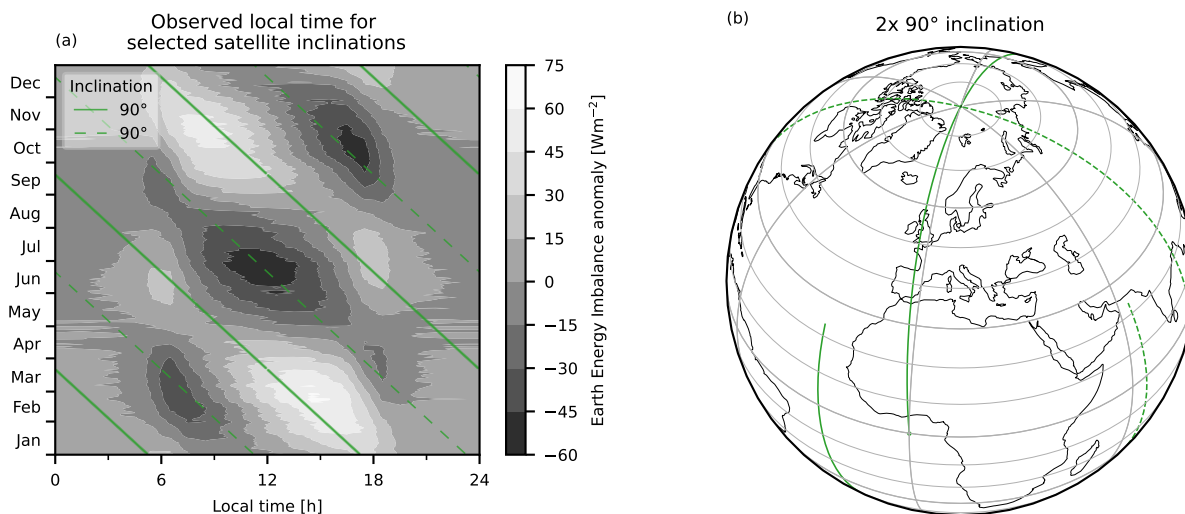 (a)
Observed local time for
selected satellite inclinations
Inclination
90°
90°
Dec
Nov
Oct
Sep
Aug
Jul
Jun
May
Apr
Mar
Feb
Jan
0 6 12 18 24
Local time [h]
75
60
45
30
15
0
−15
−30
−45
−60
Earth Energy Imbalance anomaly [Wm⁻²]
(b)
2x 90° inclination